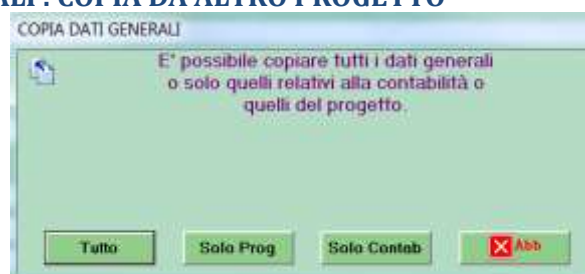 ALI : COPIA DA ALTRO PROGETTO
COPIA DATI GENERALI
E' possibile copiare tutti i dati generali
o solo quelli relativi alla contabilità o
quelli del progetto.
Tutto
Solo Prog
Solo Contab
Abb